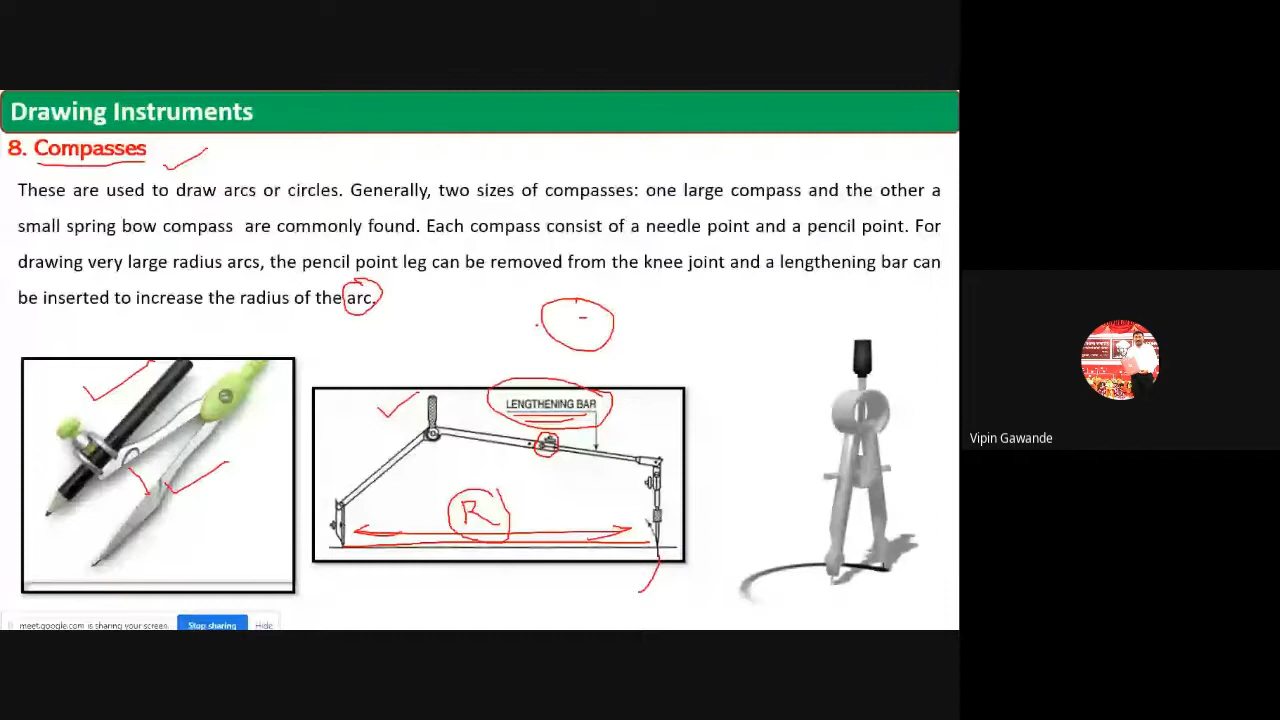 Drawing Instruments
8. Compasses
These are used to draw arcs or circles. Generally, two sizes of compasses: one large compass and the other a
small spring bow compass are commonly found. Each compass consist of a needle point and a pencil point. For
drawing very large radius arcs, the pencil point leg can be removed from the knee joint and a lengthening bar can
be inserted to increase the radius of the arc.
LENGTHENING BAR
R
Vipin Gawande
meet.google.com is sharing your screen.
Stop sharing
Hide